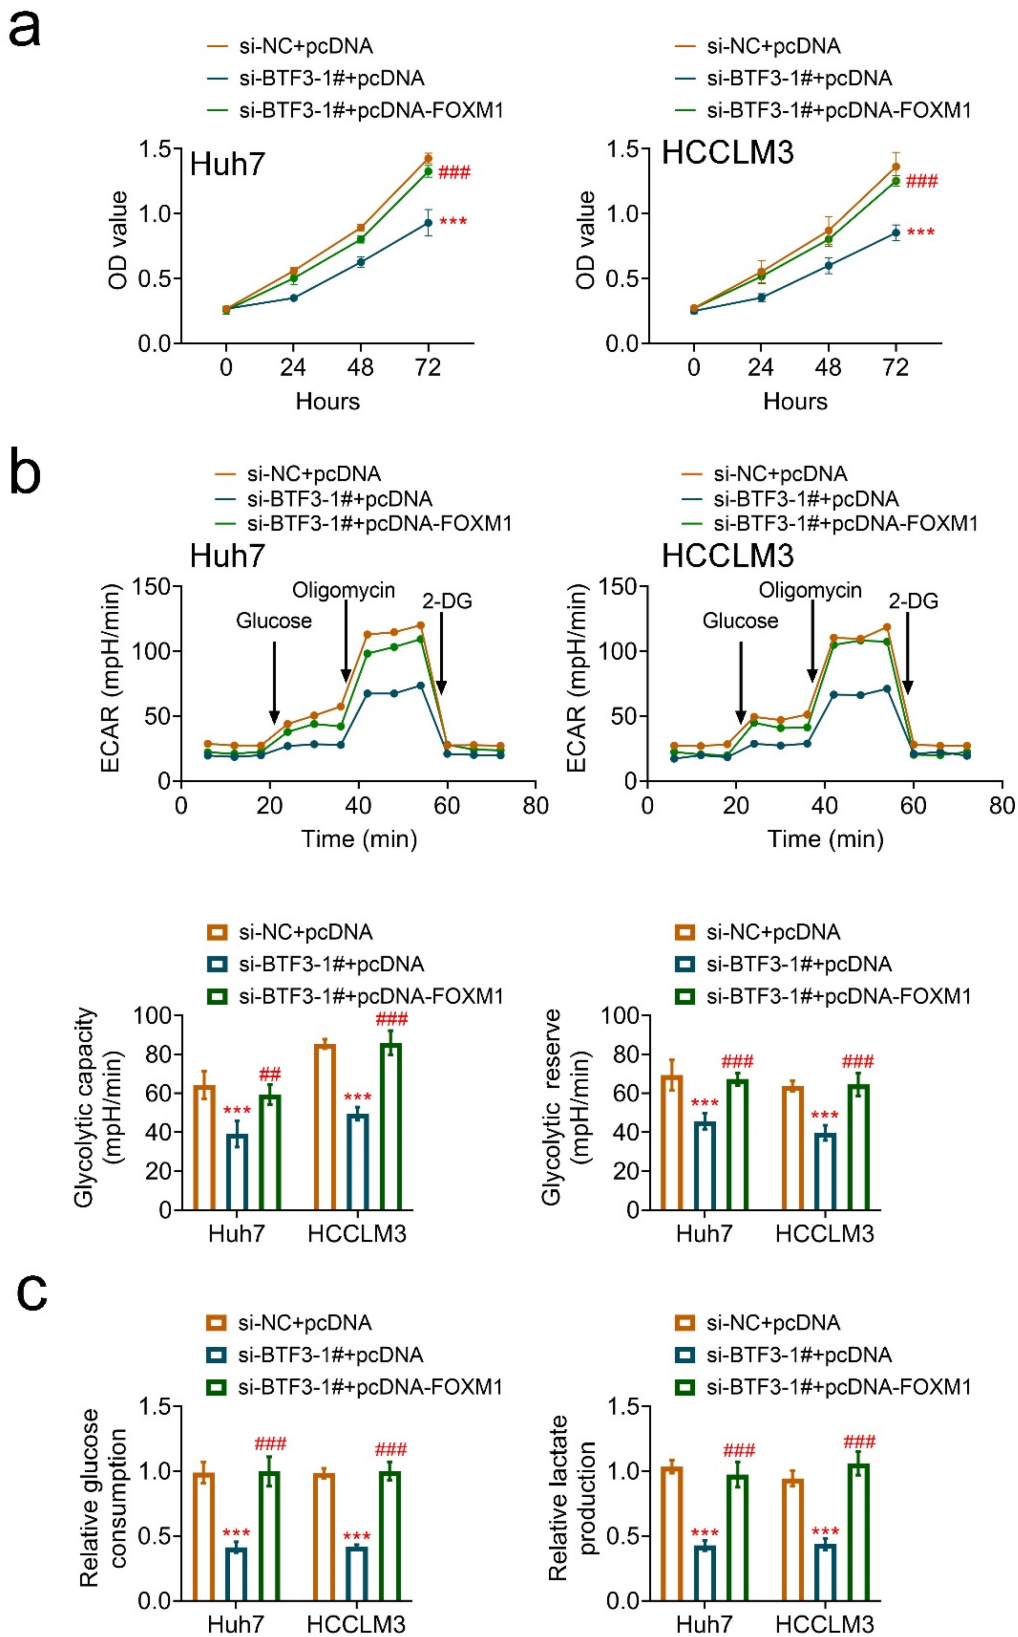 a
si-NC+pcDNA
si-BTF3-1#+pcDNA
si-BTF3-1#+pcDNA-FOXM1
Huh7
OD value
1.5
1.0
0.5
0.0
###
***
0 24 48 72
Hours
si-NC+pcDNA
si-BTF3-1#+pcDNA
si-BTF3-1#+pcDNA-FOXM1
HCCLM3
OD value
1.5
1.0
0.5
0.0
###
***
0 24 48 72
Hours
b
si-NC+pcDNA
si-BTF3-1#+pcDNA
si-BTF3-1#+pcDNA-FOXM1
Huh7
ECAR (mpH/min)
150
100
50
0
Glucose
Oligomycin
2-DG
0 20 40 60 80
Time (min)
si-NC+pcDNA
si-BTF3-1#+pcDNA
si-BTF3-1#+pcDNA-FOXM1
HCCLM3
ECAR (mpH/min)
150
100
50
0
Glucose
Oligomycin
2-DG
0 20 40 60 80
Time (min)
si-NC+pcDNA
si-BTF3-1#+pcDNA
si-BTF3-1#+pcDNA-FOXM1
Glycolytic capacity
(mpH/min)
100
80
60
40
20
0
***
##
***
###
Huh7 HCCLM3
si-NC+pcDNA
si-BTF3-1#+pcDNA
si-BTF3-1#+pcDNA-FOXM1
Glycolytic reserve
(mpH/min)
100
80
60
40
20
0
***
###
***
###
Huh7 HCCLM3
c
si-NC+pcDNA
si-BTF3-1#+pcDNA
si-BTF3-1#+pcDNA-FOXM1
Relative glucose
consumption
1.5
1.0
0.5
0.0
***
###
***
###
Huh7 HCCLM3
si-NC+pcDNA
si-BTF3-1#+pcDNA
si-BTF3-1#+pcDNA-FOXM1
Relative lactate
production
1.5
1.0
0.5
0.0
***
###
***
###
Huh7 HCCLM3